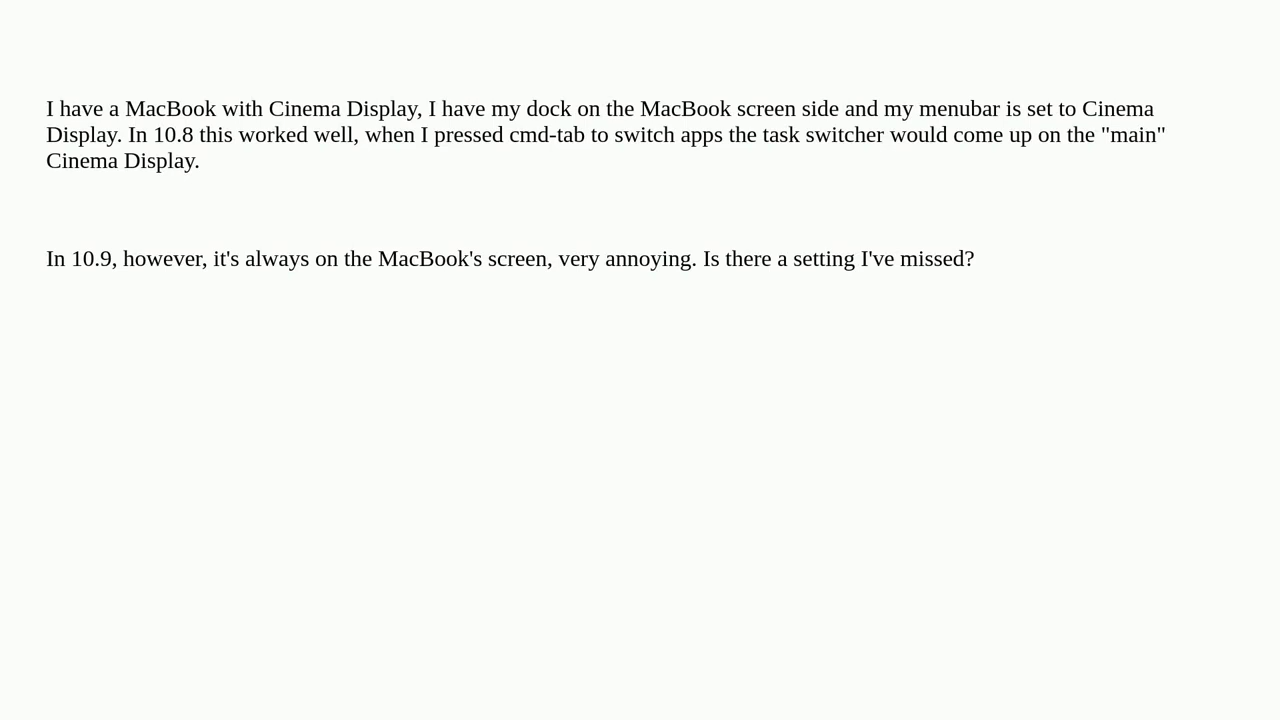 I have a MacBook with Cinema Display, I have my dock on the MacBook screen side and my menubar is set to Cinema
Display. In 10.8 this worked well, when I pressed cmd-tab to switch apps the task switcher would come up on the "main"
Cinema Display.
In 10.9, however, it's always on the MacBook's screen, very annoying. Is there a setting I've missed?